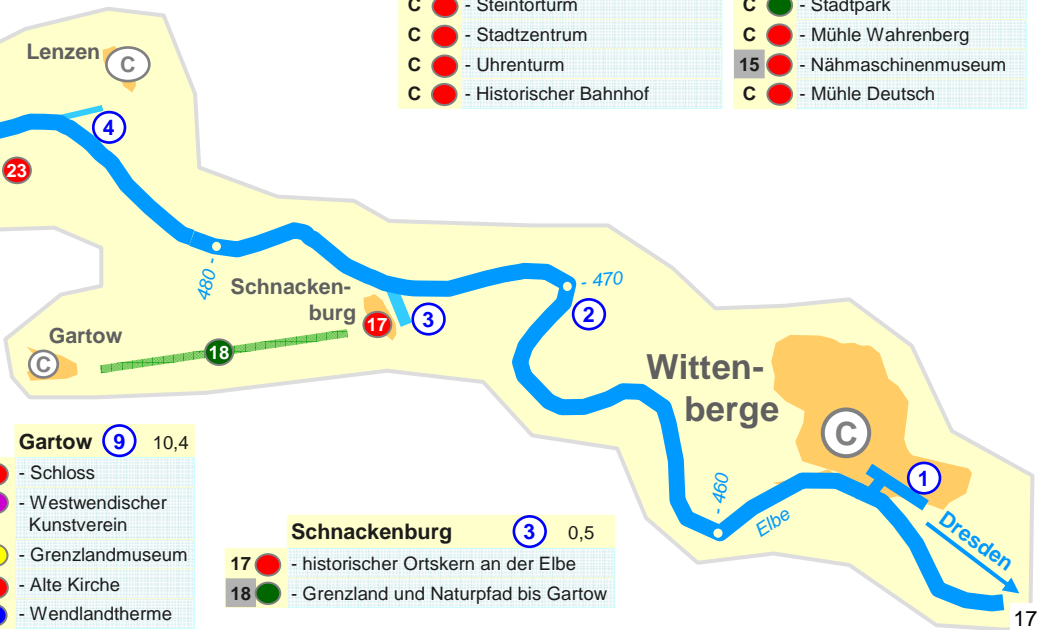 C - Steintorturm
C - Stadtzentrum
C - Uhrenturm
C - Historischer Bahnhof
C - Stadtpark
C - Mühle Wahrenberg
15 - Nähmaschinenmuseum
C - Mühle Deutsch
Lenzen
C
4
23
480 -
Schnacken-
burg
17
3
- 470
2
Gartow
C
18
Witten-
berge
C
1
- 460
Elbe
Dresden
Gartow 9 10,4
- Schloss
- Westwendischer
Kunstverein
- Grenzlandmuseum
- Alte Kirche
- Wendlandtherme
Schnackenburg 3 0,5
17 - historischer Ortskern an der Elbe
18 - Grenzland und Naturpfad bis Gartow
17